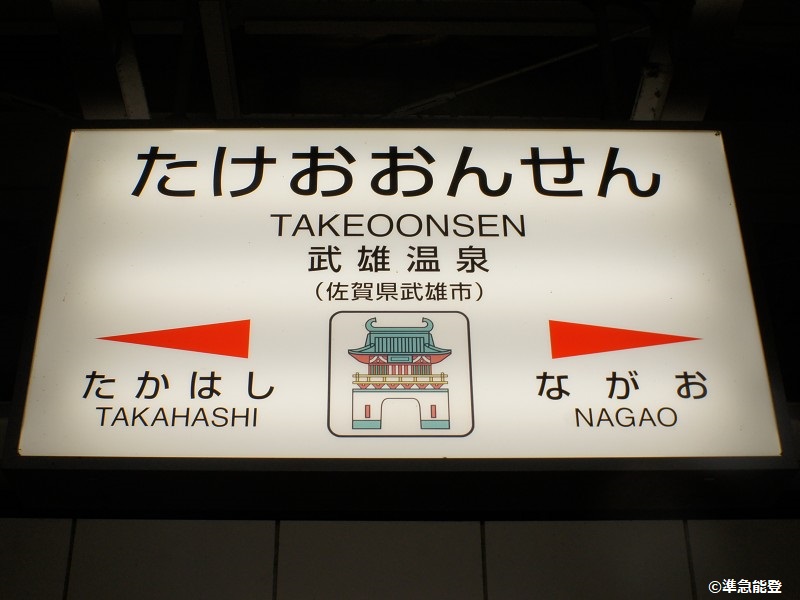 たけおおんせん
TAKEOONSEN
武雄温泉
(佐賀県武雄市)
たかはし
TAKAHASHI
ながお
NAGAO
©準急能登